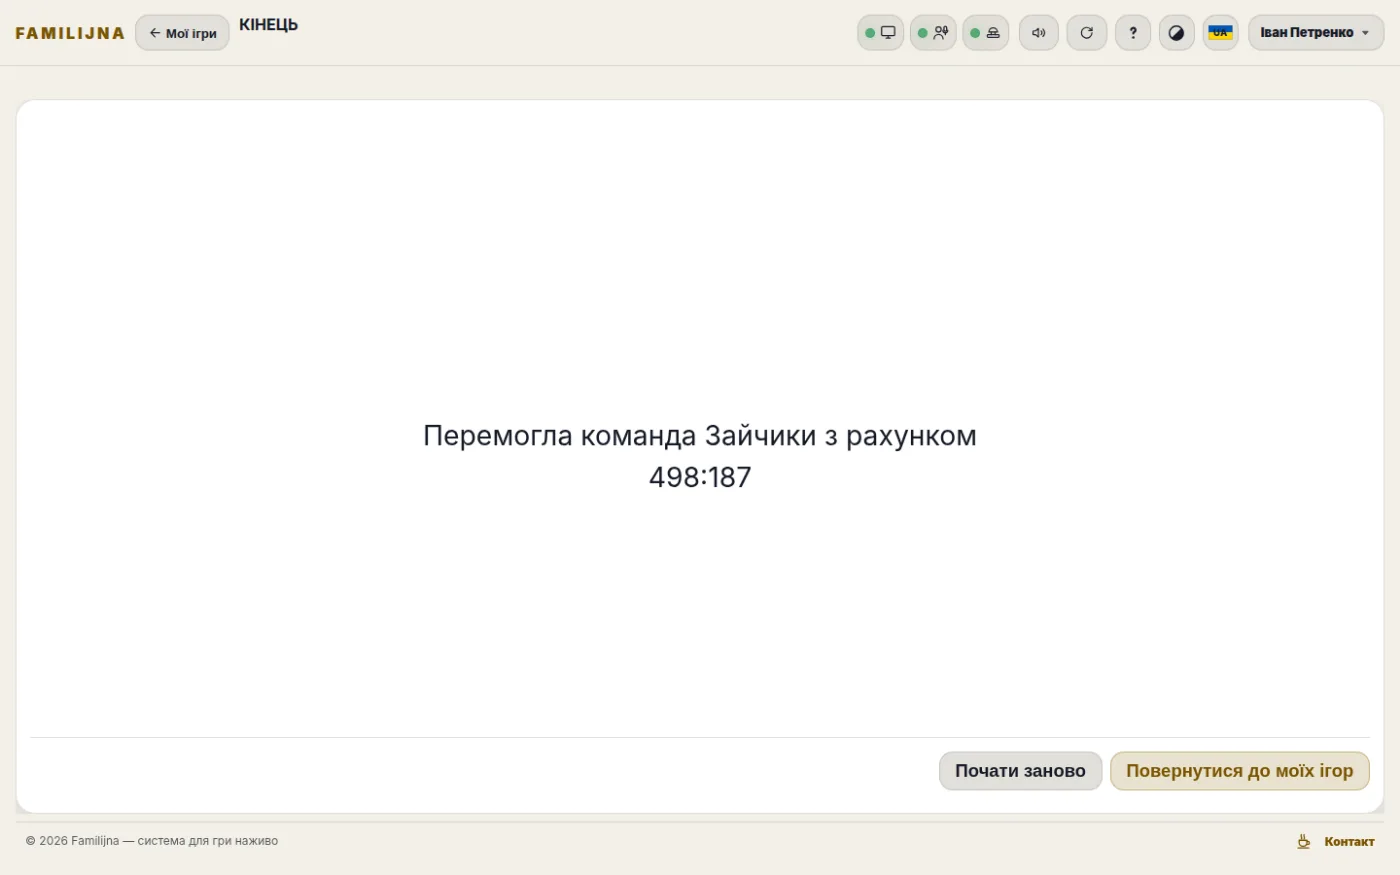 FAMILIJNA
← Мої ігри
КІНЕЦЬ
?
UA
Іван Петренко
Перемогла команда Зайчики з рахунком
498:187
Почати заново
Повернутися до моїх ігор
© 2026 Familijna — система для гри наживо
Контакт